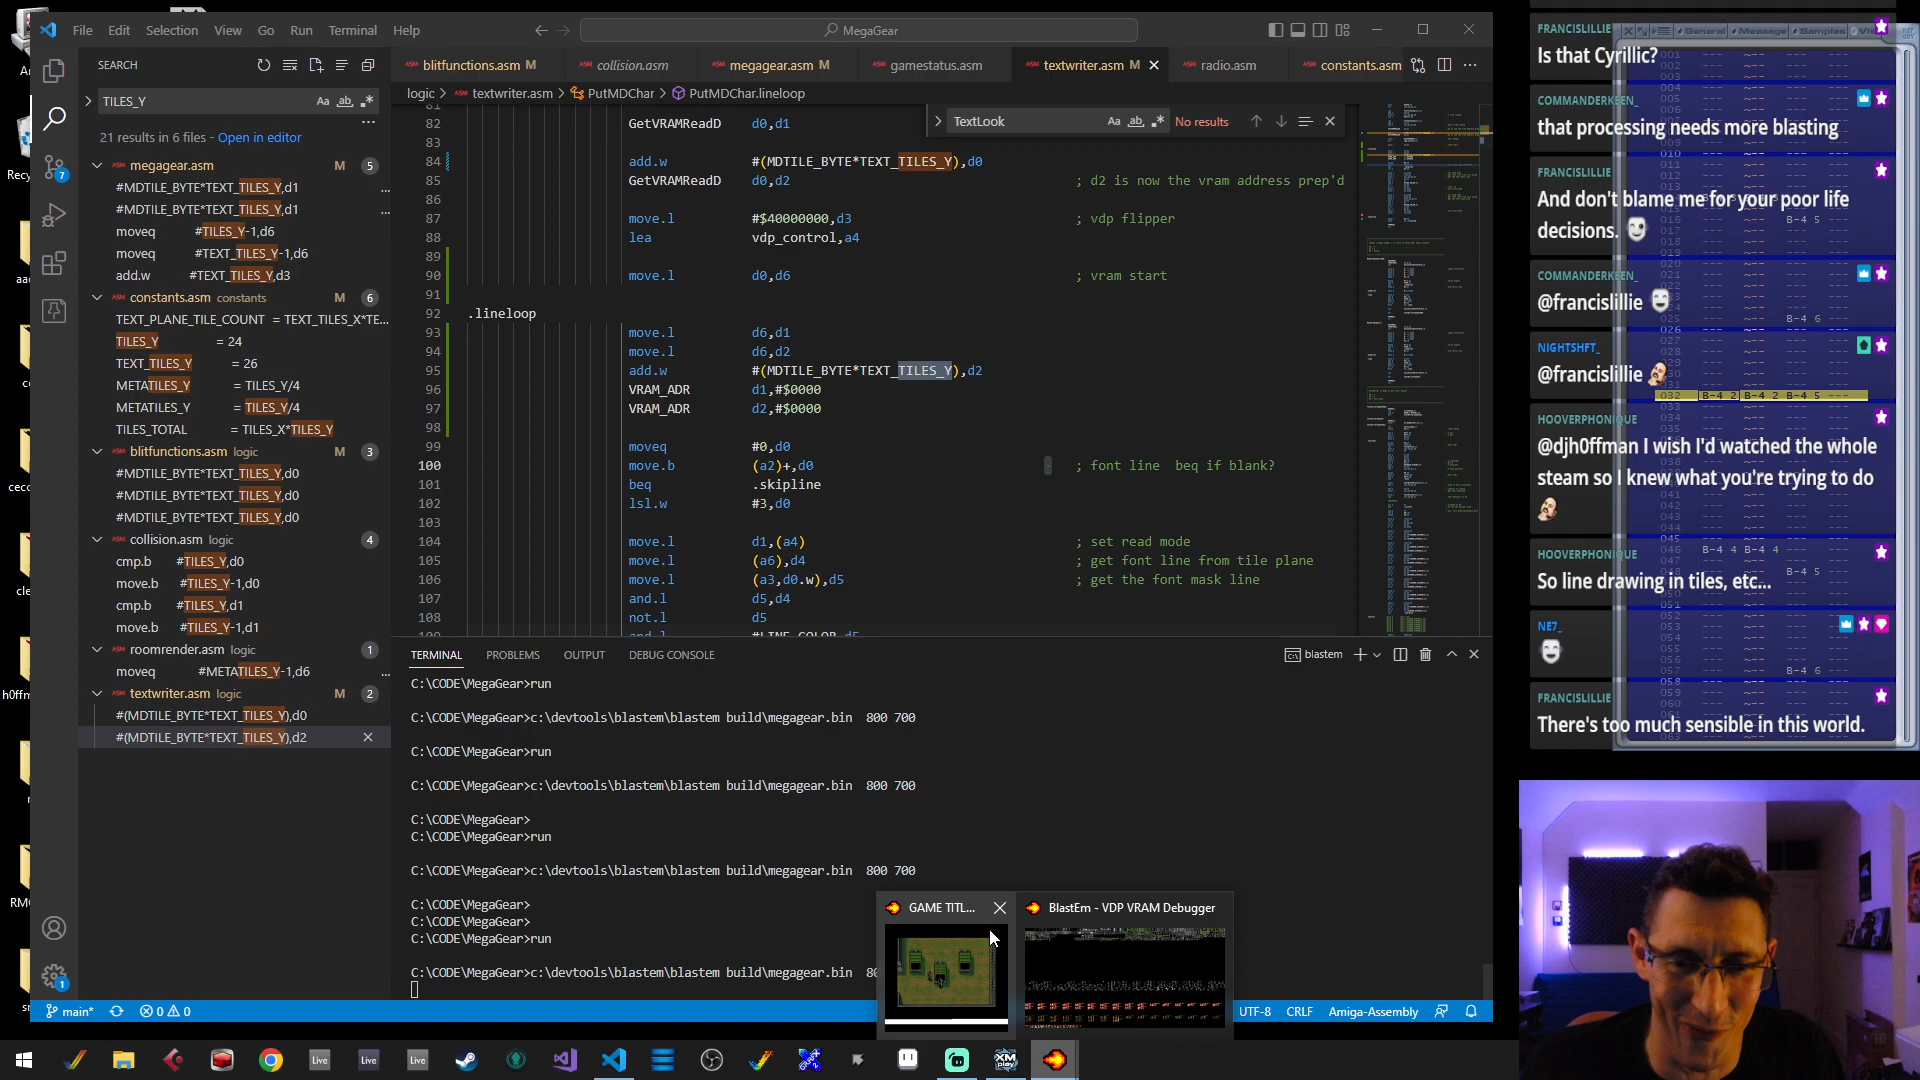 File Edit Selection View Go Run Terminal Help
MegaGear
SEARCH
TILES_Y
21 results in 6 files - Open in editor
megagear.asm M 5
#MDTILE_BYTE*TEXT_TILES_Y,d1 ...
#MDTILE_BYTE*TEXT_TILES_Y,d1 ...
moveq #TILES_Y-1,d6
moveq #TEXT_TILES_Y-1,d6
add.w #TEXT_TILES_Y,d3
constants.asm constants M 6
TEXT_PLANE_TILE_COUNT = TEXT_TILES_X*TE...
TILES_Y = 24
TEXT_TILES_Y = 26
METATILES_Y = TILES_Y/4
METATILES_Y = TILES_Y/4
TILES_TOTAL = TILES_X*TILES_Y
blitfunctions.asm logic M 3
#MDTILE_BYTE*TEXT_TILES_Y,d0
#MDTILE_BYTE*TEXT_TILES_Y,d0
#MDTILE_BYTE*TEXT_TILES_Y,d0
collision.asm logic 4
cmp.b #TILES_Y,d0
move.b #TILES_Y-1,d0
cmp.b #TILES_Y,d1
move.b #TILES_Y-1,d1
roomrender.asm logic 1
moveq #METATILES_Y-1,d6 ...
textwriter.asm logic M 2
#(MDTILE_BYTE*TEXT_TILES_Y),d0
#(MDTILE_BYTE*TEXT_TILES_Y),d2
blitfunctions.asm M collision.asm megagear.asm M gamestatus.asm textwriter.asm M radio.asm constants.asm
logic > textwriter.asm > PutMDChar > PutMDChar.lineloop
TextLook
Aa ab No results
82 GetVRAMReadD d0,d1
83
84 add.w #(MDTILE_BYTE*TEXT_TILES_Y),d0
85 GetVRAMReadD d0,d2 ; d2 is now the vram address prep'd
86
87 move.l #$40000000,d3 ; vdp flipper
88 lea vdp_control,a4
89
90 move.l d0,d6 ; vram start
91
92 .lineloop
93 move.l d6,d1
94 move.l d6,d2
95 add.w #(MDTILE_BYTE*TEXT_TILES_Y),d2
96 VRAM_ADR d1,#$0000
97 VRAM_ADR d2,#$0000
98
99 moveq #0,d0
100 move.b (a2)+,d0 ; font line beq if blank?
101 beq .skipline
102 lsl.w #3,d0
103
104 move.l d1,(a4) ; set read mode
105 move.l (a6),d4 ; get font line from tile plane
106 move.l (a3,d0.w),d5 ; get the font mask line
107 and.l d5,d4
108 not.l d5
109 and.l #LINE_COLOR,d5
TERMINAL PROBLEMS OUTPUT DEBUG CONSOLE
blastem
C:\CODE\MegaGear>run
C:\CODE\MegaGear>c:\devtools\blastem\blastem build\megagear.bin 800 700
C:\CODE\MegaGear>run
C:\CODE\MegaGear>c:\devtools\blastem\blastem build\megagear.bin 800 700
C:\CODE\MegaGear>
C:\CODE\MegaGear>run
C:\CODE\MegaGear>c:\devtools\blastem\blastem build\megagear.bin 800 700
C:\CODE\MegaGear>
C:\CODE\MegaGear>
C:\CODE\MegaGear>run
C:\CODE\MegaGear>c:\devtools\blastem\blastem build\megagear.bin
GAME TITL...
BlastEm - VDP VRAM Debugger
main* 0 0
UTF-8 CRLF Amiga-Assembly
Live Live Live
FRANCISLILLIE
Is that Cyrillic?
COMMANDERKEEN_
that processing needs more blasting
FRANCISLILLIE
And don't blame me for your poor life
decisions.
COMMANDERKEEN_
@francislillie
NIGHTSHFT_
@francislillie
HOOVERPHONIQUE
@djh0ffman I wish I'd watched the whole
steam so I knew what you're trying to do
HOOVERPHONIQUE
So line drawing in tiles, etc...
NE7_
FRANCISLILLIE
There's too much sensible in this world.